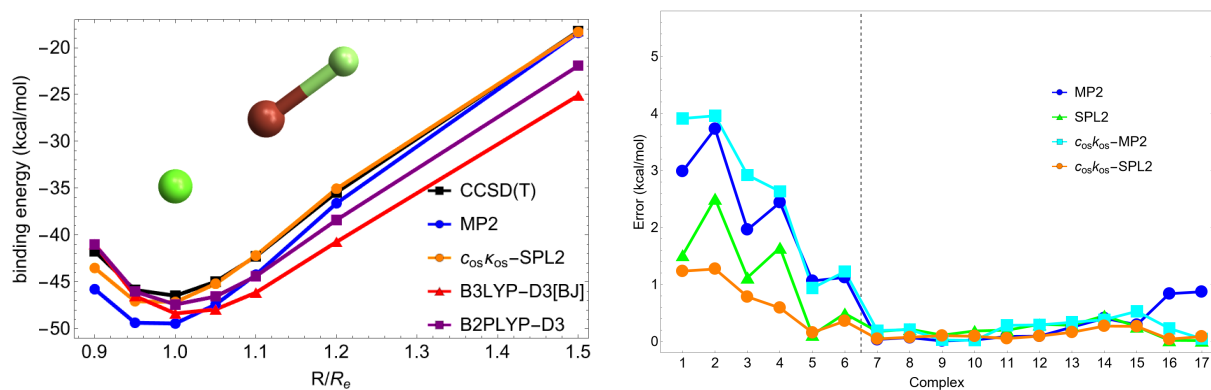 binding energy (kcal/mol)
−20
−25
−30
−35
−40
−45
−50
0.9 1.0 1.1 1.2 1.3 1.4 1.5
R/Rₑ
CCSD(T)
MP2
cₒₛκₒₛ−SPL2
B3LYP−D3[BJ]
B2PLYP−D3
Error (kcal/mol)
5
4
3
2
1
0
1 2 3 4 5 6 7 8 9 10 11 12 13 14 15 16 17
Complex
MP2
SPL2
cₒₛκₒₛ−MP2
cₒₛκₒₛ−SPL2